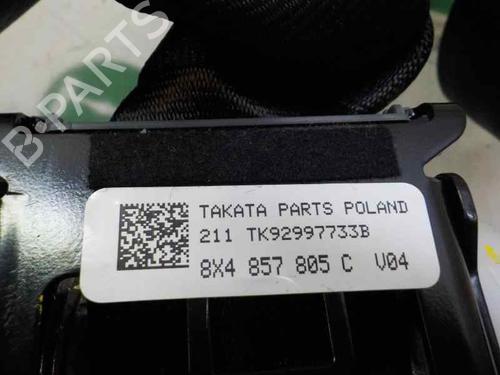 B-PARTS
TAKATA PARTS POLAND
211 TK92997733B
8X4 857 805 C V04